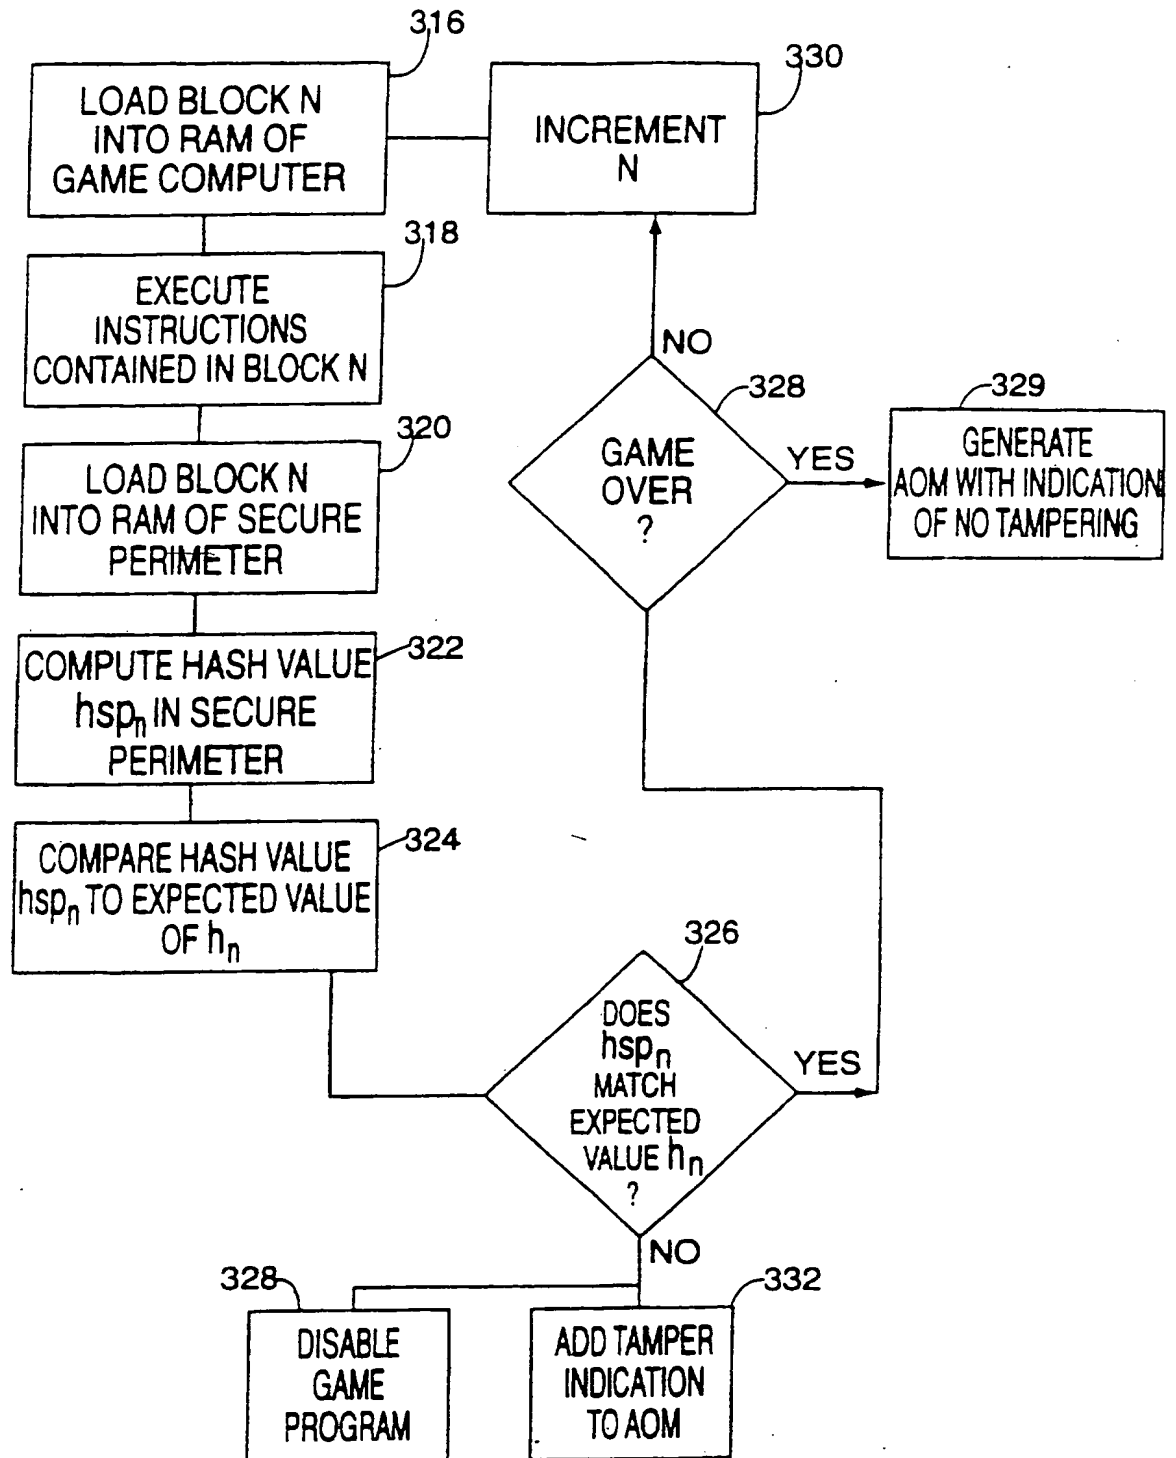 316
LOAD BLOCK N
INTO RAM OF
GAME COMPUTER
330
INCREMENT
N
318
EXECUTE
INSTRUCTIONS
CONTAINED IN BLOCK N
NO
328
GAME
OVER
?
YES
329
GENERATE
AOM WITH INDICATION
OF NO TAMPERING
320
LOAD BLOCK N
INTO RAM OF SECURE
PERIMETER
322
COMPUTE HASH VALUE
hspn IN SECURE
PERIMETER
324
COMPARE HASH VALUE
hspn TO EXPECTED VALUE
OF hn
326
DOES
hspn
MATCH
EXPECTED
VALUE hn
?
YES
NO
328
DISABLE
GAME
PROGRAM
332
ADD TAMPER
INDICATION
TO AOM